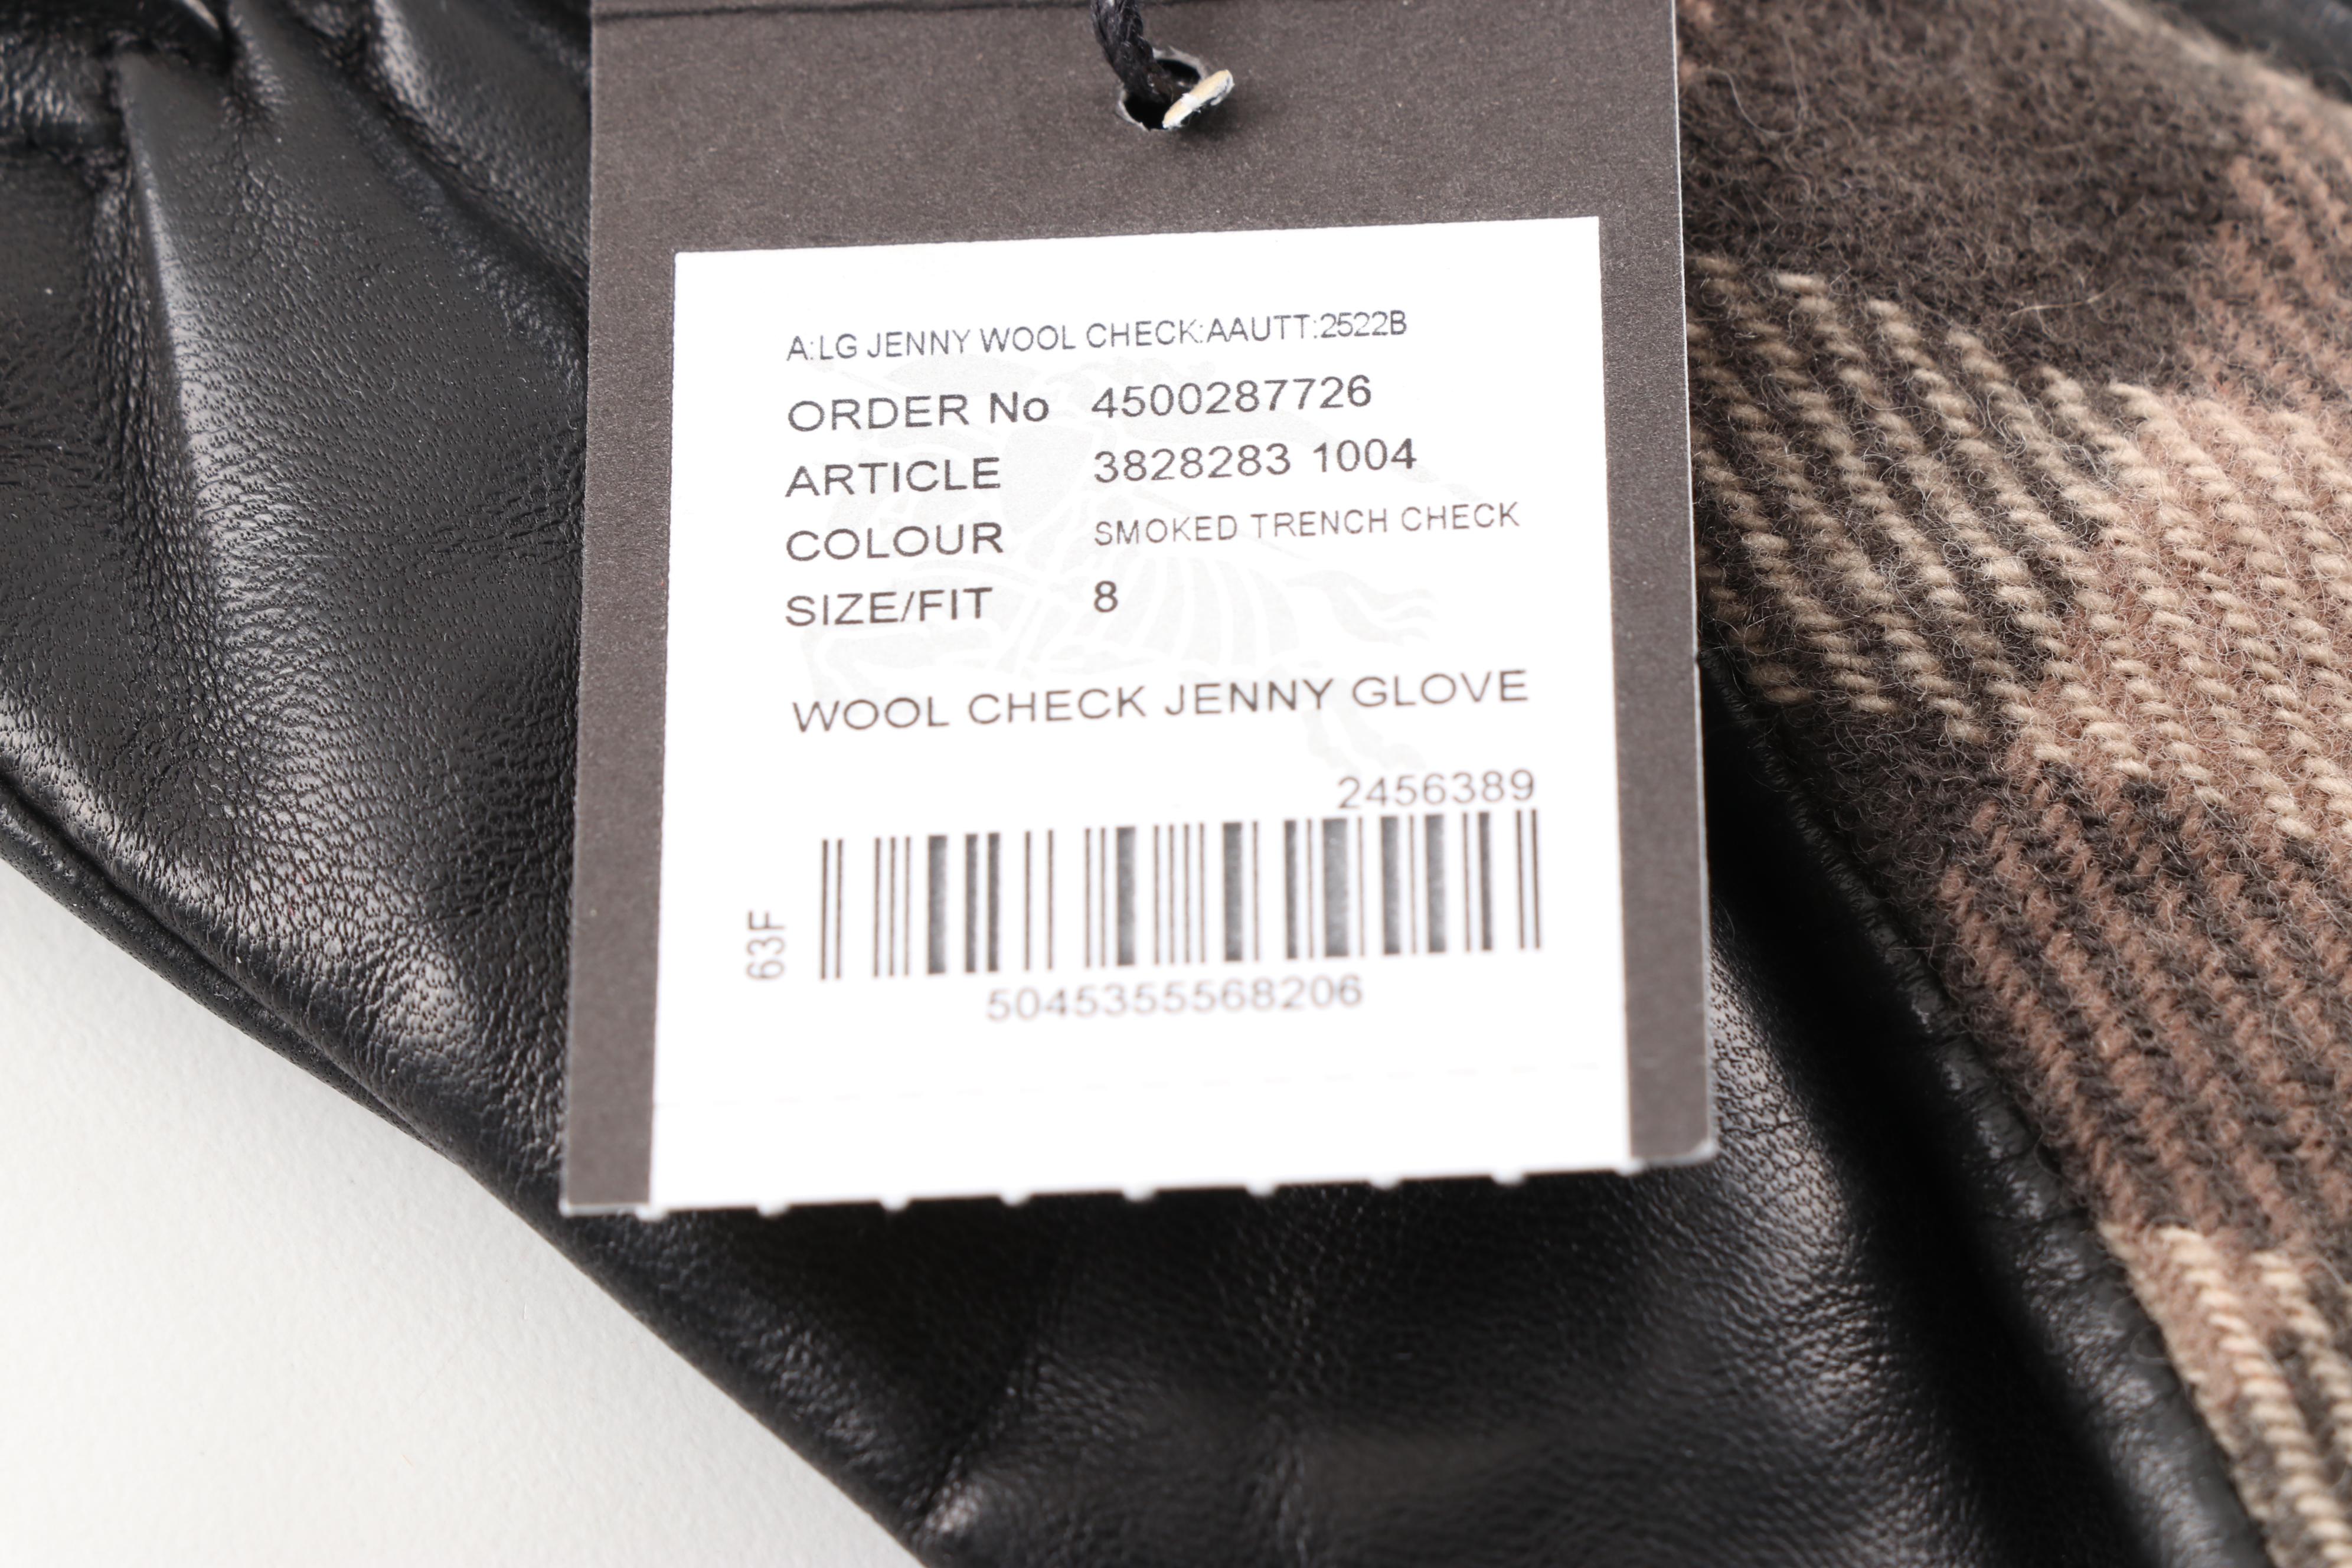 A:LG JENNY WOOL CHECK:AAUTT:2522B
ORDER No 4500287726
ARTICLE 3828283 1004
COLOUR SMOKED TRENCH CHECK
SIZE/FIT 8
WOOL CHECK JENNY GLOVE
2456389
63F
5045355568206